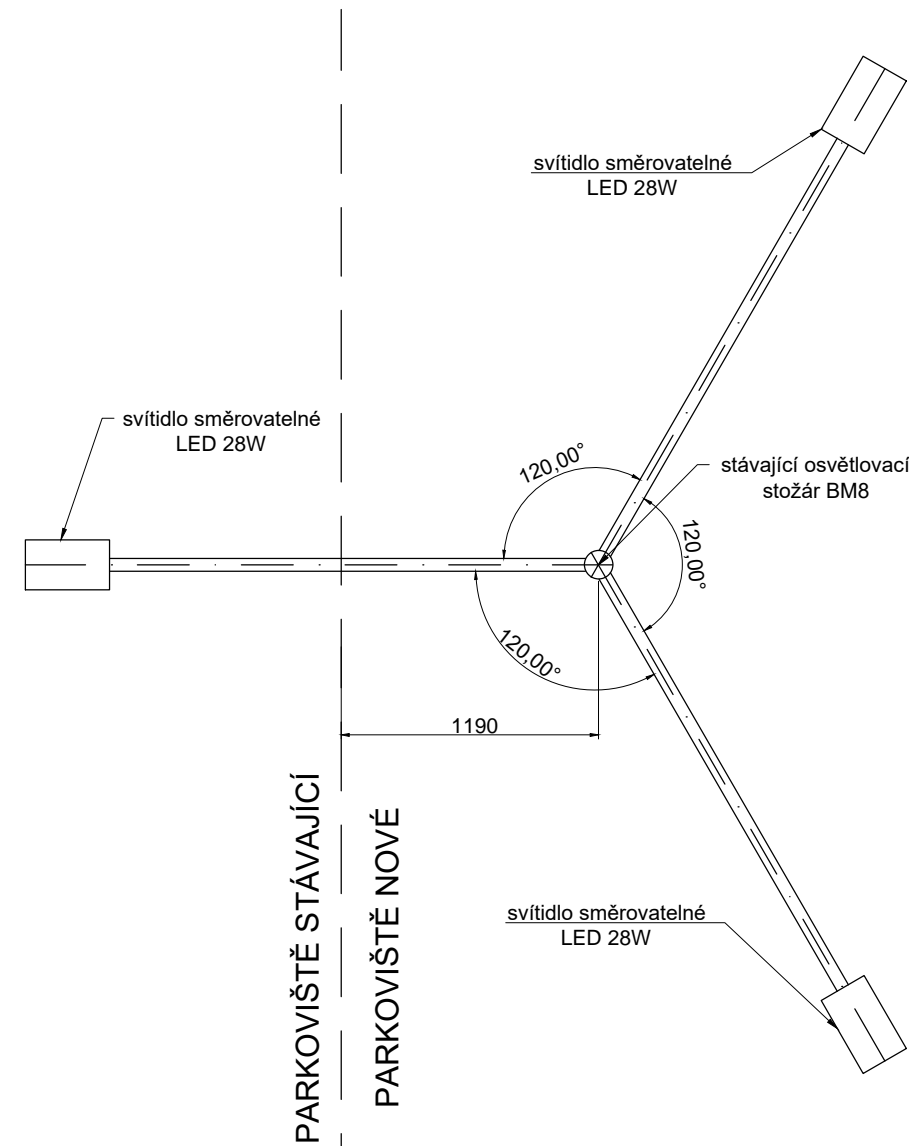 svítidlo směrovatelné
LED 28W
svítidlo směrovatelné
LED 28W
120,00°
stávající osvětlovací
stožár BM8
120,00°
120,00°
1190
PARKOVIŠTĚ STÁVAJÍCÍ
PARKOVIŠTĚ NOVÉ
svítidlo směrovatelné
LED 28W